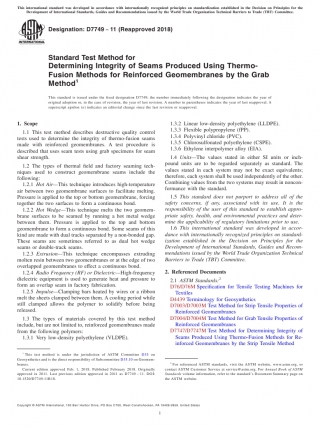 This international standard was developed in accordance with internationally recognized principles on standardization established in the Decision on Principles for the
Development of International Standards, Guides and Recommendations issued by the World Trade Organization Technical Barriers to Trade (TBT) Committee.
Designation: D7749 − 11 (Reapproved 2018)
Standard Test Method for
Determining Integrity of Seams Produced Using Thermo-
Fusion Methods for Reinforced Geomembranes by the Grab
Method¹
This standard is issued under the fixed designation D7749; the number immediately following the designation indicates the year of
original adoption or, in the case of revision, the year of last revision. A number in parentheses indicates the year of last reapproval. A
superscript epsilon (ε) indicates an editorial change since the last revision or reapproval.
1. Scope
1.1 This test method describes destructive quality control
tests used to determine the integrity of thermo-fusion seams
made with reinforced geomembranes. A test procedure is
described that uses seam tests using grab specimens for seam
shear strength.
1.2 The types of thermal field and factory seaming tech-
niques used to construct geomembrane seams include the
following:
1.2.1 Hot Air—This technique introduces high-temperature
air between two geomembrane surfaces to facilitate melting.
Pressure is applied to the top or bottom geomembrane, forcing
together the two surfaces to form a continuous bond.
1.2.2 Hot Wedge—This technique melts the two geomem-
brane surfaces to be seamed by running a hot metal wedge
between them. Pressure is applied to the top and bottom
geomembrane to form a continuous bond. Some seams of this
kind are made with dual tracks separated by a non-bonded gap.
These seams are sometimes referred to as dual hot wedge
seams or double-track seams.
1.2.3 Extrusion—This technique encompasses extruding
molten resin between two geomembranes or at the edge of two
overlapped geomembranes to effect a continuous bond.
1.2.4 Radio Frequency (RF) or Dielectric—High-frequency
dielectric equipment is used to generate heat and pressure to
form an overlap seam in factory fabrication.
1.2.5 Impulse—Clamping bars heated by wires or a ribbon
melt the sheets clamped between them. A cooling period while
still clamped allows the polymer to solidify before being
released.
1.3 The types of materials covered by this test method
include, but are not limited to, reinforced geomembranes made
from the following polymers:
1.3.1 Very low-density polyethylene (VLDPE).
1.3.2 Linear low-density polyethylene (LLDPE).
1.3.3 Flexible polypropylene (fPP).
1.3.4 Polyvinyl chloride (PVC).
1.3.5 Chlorosulfonated polyethylene (CSPE).
1.3.6 Ethylene interpolymer alloy (EIA).
1.4 Units—The values stated in either SI units or inch-
pound units are to be regarded separately as standard. The
values stated in each system may not be exact equivalents;
therefore, each system shall be used independently of the other.
Combining values from the two systems may result in noncon-
formance with the standard.
1.5 This standard does not purport to address all of the
safety concerns, if any, associated with its use. It is the
responsibility of the user of this standard to establish appro-
priate safety, health, and environmental practices and deter-
mine the applicability of regulatory limitations prior to use.
1.6 This international standard was developed in accor-
dance with internationally recognized principles on standard-
ization established in the Decision on Principles for the
Development of International Standards, Guides and Recom-
mendations issued by the World Trade Organization Technical
Barriers to Trade (TBT) Committee.
2. Referenced Documents
2.1 ASTM Standards:²
D76/D76M Specification for Tensile Testing Machines for
Textiles
D4439 Terminology for Geosynthetics
D7003/D7003M Test Method for Strip Tensile Properties of
Reinforced Geomembranes
D7004/D7004M Test Method for Grab Tensile Properties of
Reinforced Geomembranes
D7747/D7747M Test Method for Determining Integrity of
Seams Produced Using Thermo-Fusion Methods for Re-
inforced Geomembranes by the Strip Tensile Method
¹ This test method is under the jurisdiction of ASTM Committee D35 on
Geosynthetics and is the direct responsibility of Subcommittee D35.10 on Geomem-
branes.
Current edition approved Feb. 1, 2018. Published February 2018. Originally
approved in 2011. Last previous edition approved in 2011 as D7749 – 11. DOI:
10.1520/D7749-11R18.
² For referenced ASTM standards, visit the ASTM website, www.astm.org, or
contact ASTM Customer Service at service@astm.org. For Annual Book of ASTM
Standards volume information, refer to the standard's Document Summary page on
the ASTM website.
Copyright © ASTM International, 100 Barr Harbor Drive, PO Box C700, West Conshohocken, PA 19428-2959. United States
1